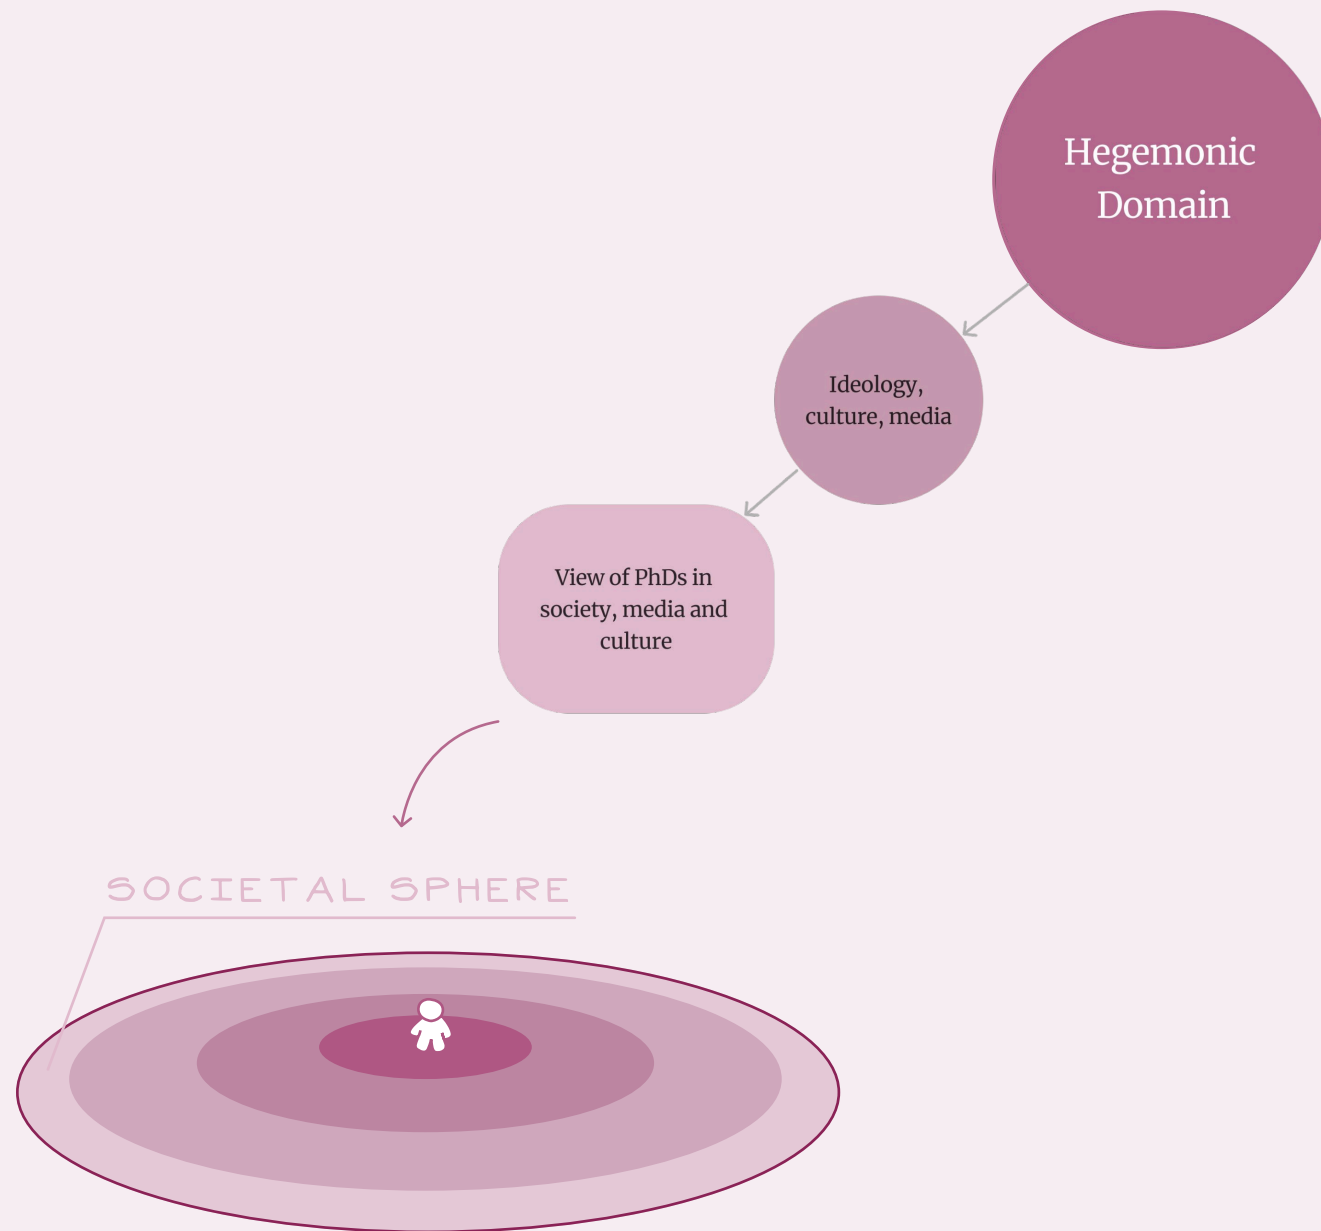 Hegemonic
Domain
Ideology,
culture, media
View of PhDs in
society, media and
culture
SOCIETAL SPHERE